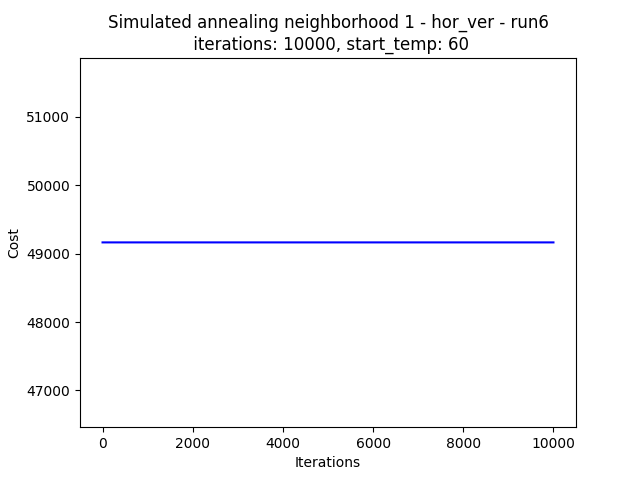 Simulated annealing neighborhood 1 - hor_ver - run6
iterations: 10000, start_temp: 60
51000
50000
49000
48000
47000
Cost
0 2000 4000 6000 8000 10000
Iterations